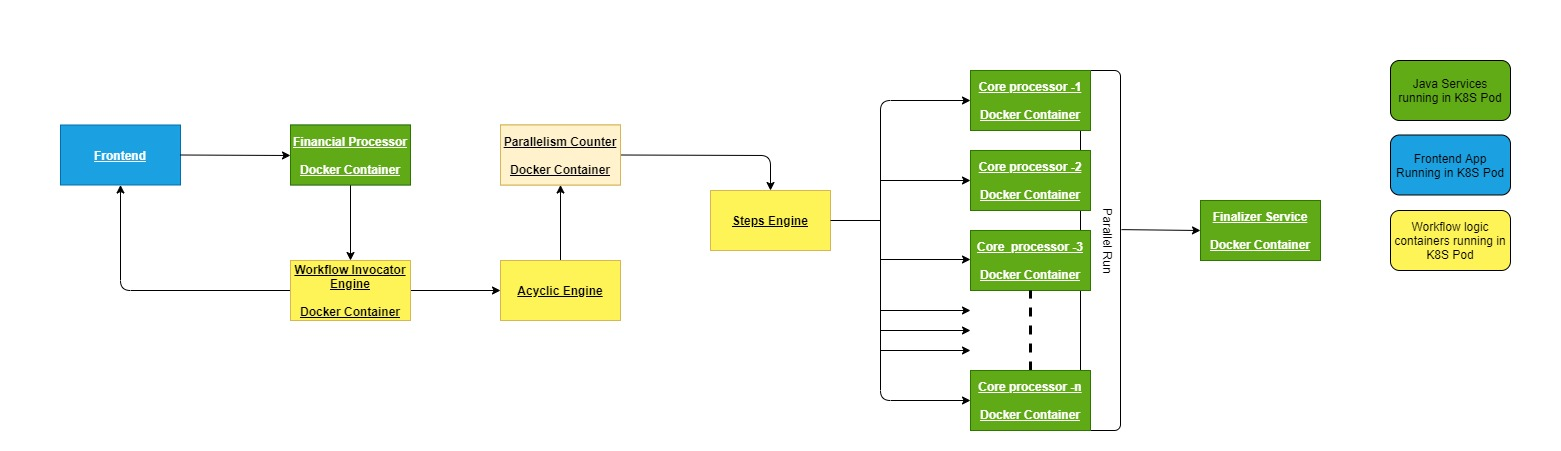 Frontend
Financial Processor
Docker Container
Workflow Invocator
Engine
Docker Container
Parallelism Counter
Docker Container
Acyclic Engine
Steps Engine
Core processor -1
Docker Container
Core processor -2
Docker Container
Core  processor -3
Docker Container
Core processor -n
Docker Container
Parallel Run
Finalizer Service
Docker Container
Java Services
running in K8S Pod
Frontend App
Running in K8S Pod
Workflow logic
containers running in
K8S Pod